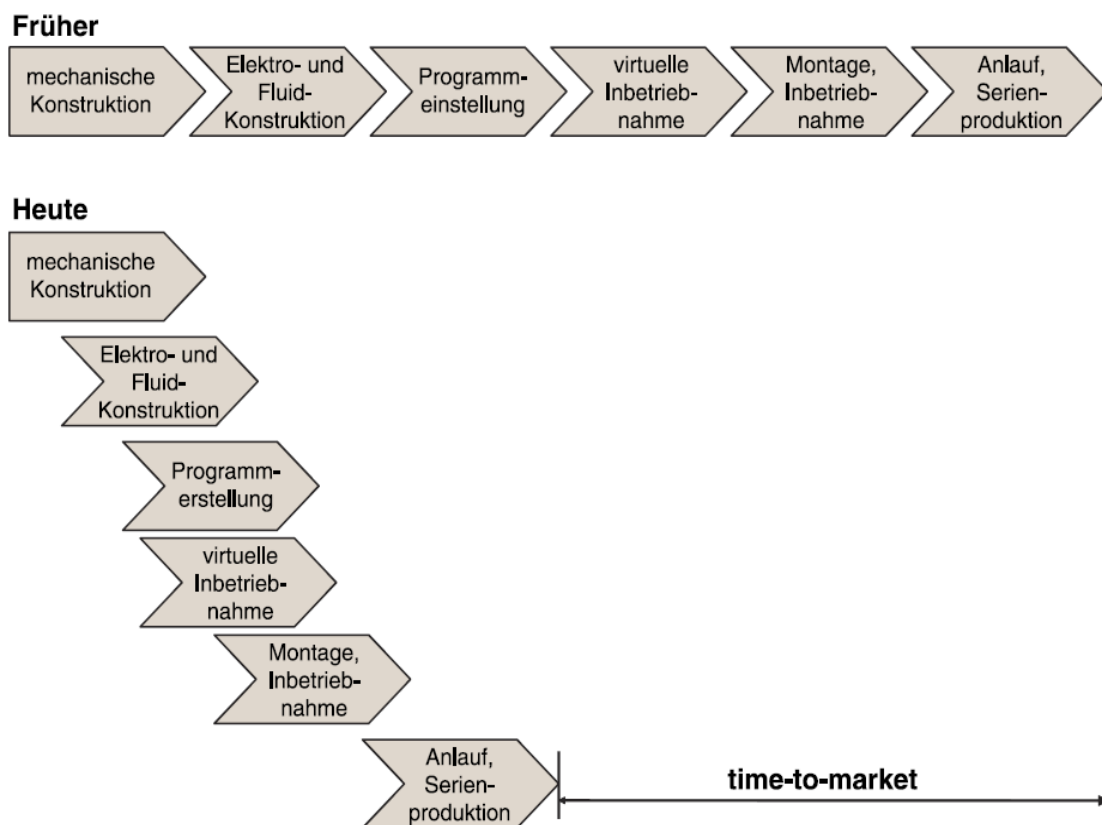 Früher
mechanische
Konstruktion
Elektro- und
Fluid-
Konstruktion
Programm-
einstellung
virtuelle
Inbetrieb-
nahme
Montage,
Inbetrieb-
nahme
Anlauf,
Serien-
produktion
Heute
mechanische
Konstruktion
Elektro- und
Fluid-
Konstruktion
Programm-
erstellung
virtuelle
Inbetrieb-
nahme
Montage,
Inbetrieb-
nahme
Anlauf,
Serien-
produktion
time-to-market